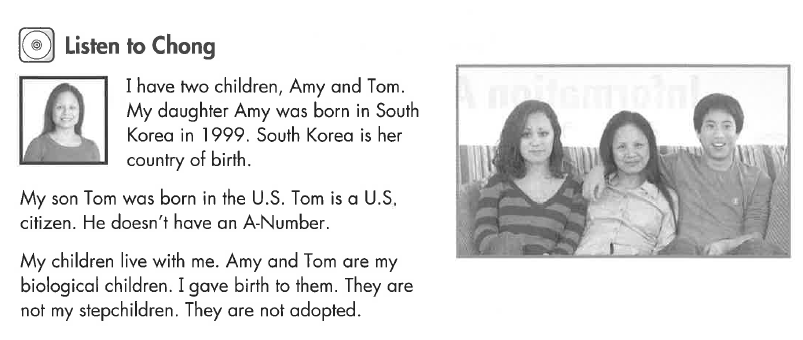 Listen to Chong
I have two children, Amy and Tom.
My daughter Amy was born in South
Korea in 1999. South Korea is her
country of birth.
My son Tom was born in the U.S. Tom is a U.S,
citizen. He doesn't have an A-Number.
My children live with me. Amy and Tom are my
biological children. I gave birth to them. They are
not my stepchildren. They are not adopted.
Information A